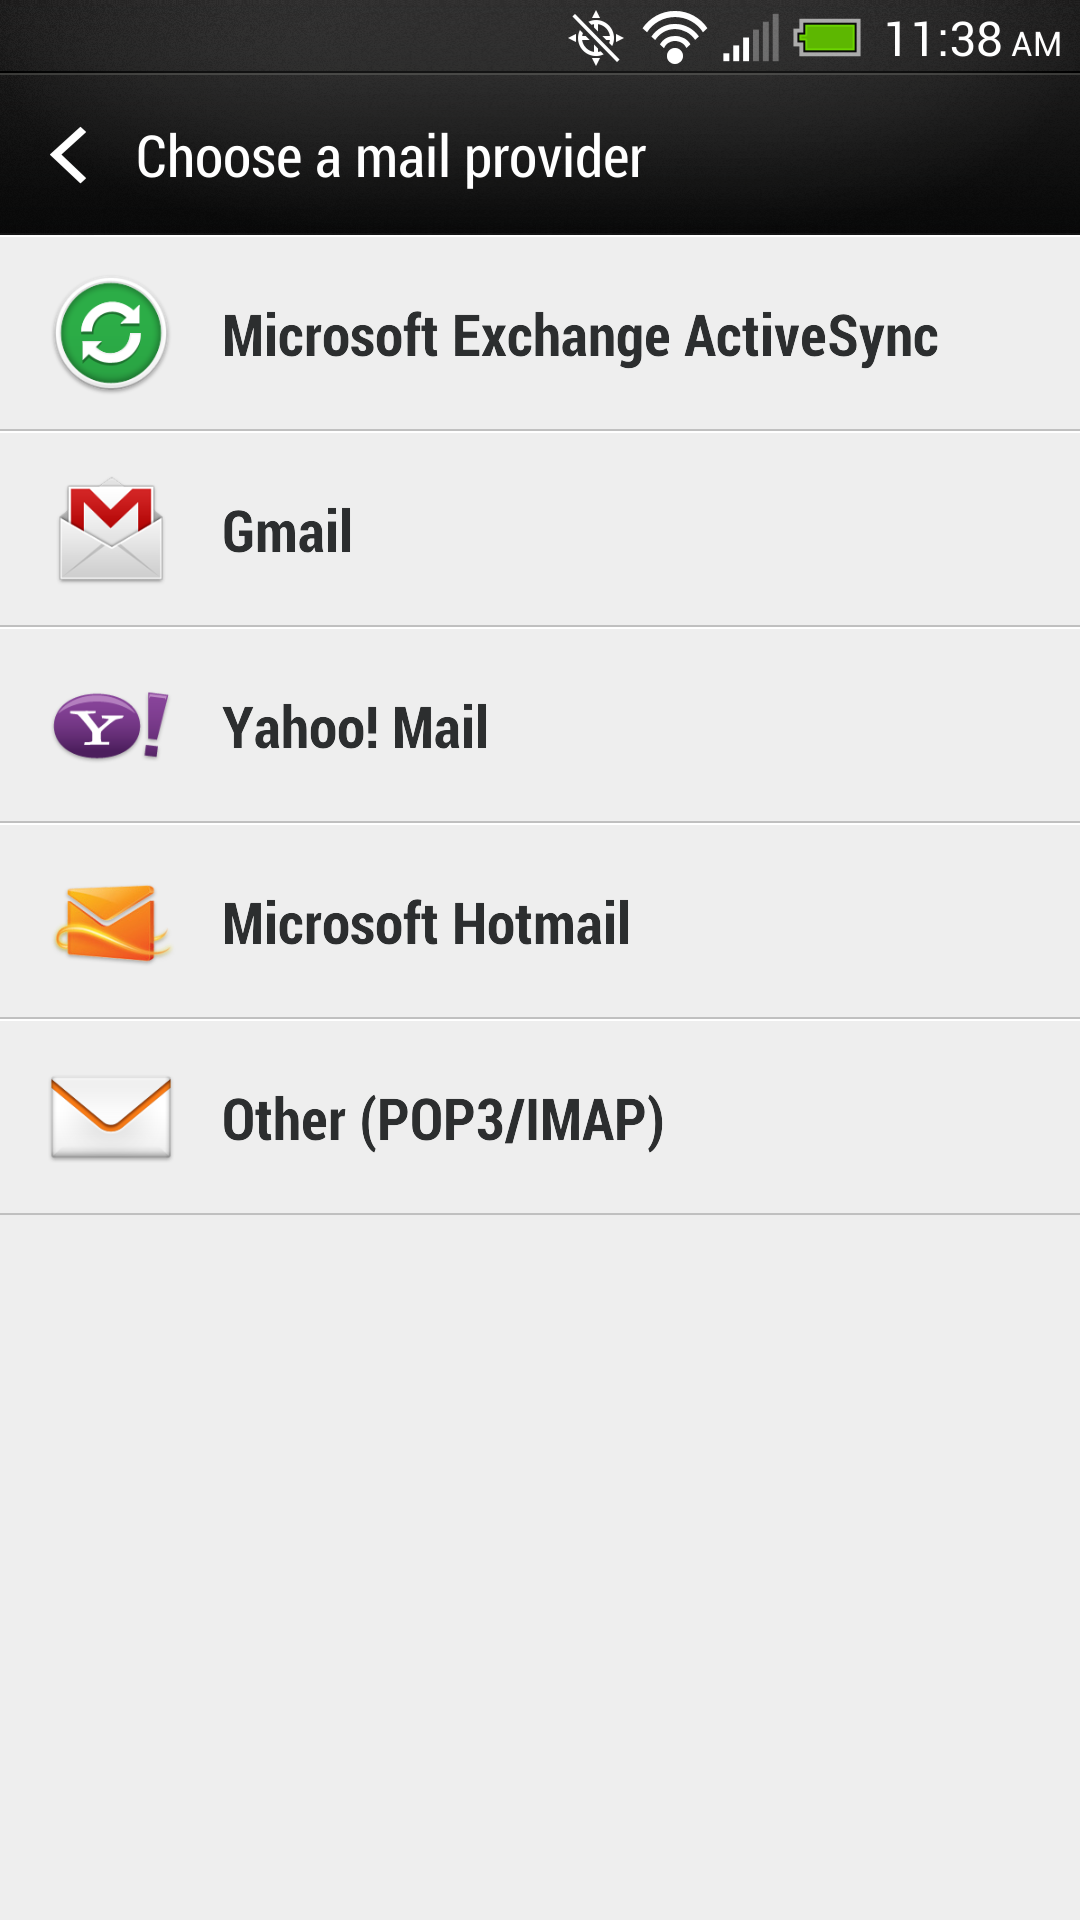 11:38 AM
Choose a mail provider
Microsoft Exchange ActiveSync
Gmail
Y! Yahoo! Mail
Microsoft Hotmail
Other (POP3/IMAP)